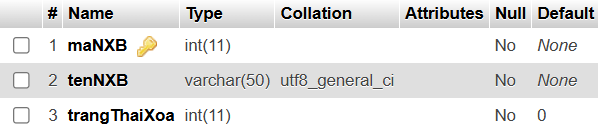 # Name Type Collation Attributes Null Default
1 maNXB int(11) No None
2 tenNXB varchar(50) utf8_general_ci No None
3 trangThaiXoa int(11) No 0